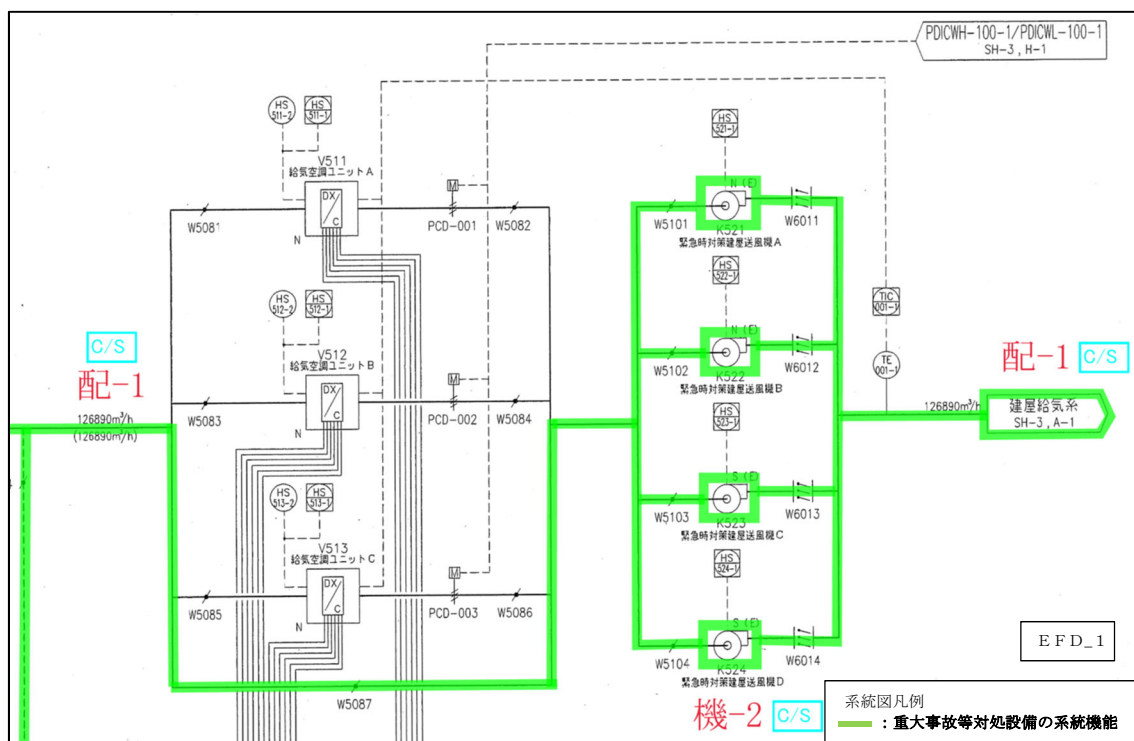 PDICWH-100-1/PDICWL-100-1
SH-3, H-1
HS
511-2
HS
511-1
V511
給気空調ユニットA
DX
C
N
W5081
M
PCD-001
W5082
HS
521-1
N (E)
W5101
K521
緊急時対策建屋送風機A
W6011
HS
512-2
HS
512-1
V512
給気空調ユニットB
DX
C
N
W5083
M
PCD-002
W5084
HS
522-1
N (E)
W5102
K522
緊急時対策建屋送風機B
W6012
TIC
001-1
TE
001-1
C/S
配-1
126890m³/h
(126890m³/h)
配-1
C/S
126890m³/h
建屋給気系
SH-3, A-1
HS
513-2
HS
513-1
V513
給気空調ユニットC
DX
C
N
W5085
M
PCD-003
W5086
HS
523-1
S (E)
W5103
K523
緊急時対策建屋送風機C
W6013
HS
524-1
S (E)
W5104
K524
緊急時対策建屋送風機D
W6014
W5087
機-2
C/S
EFD_1
系統図凡例
：重大事故等対処設備の系統機能